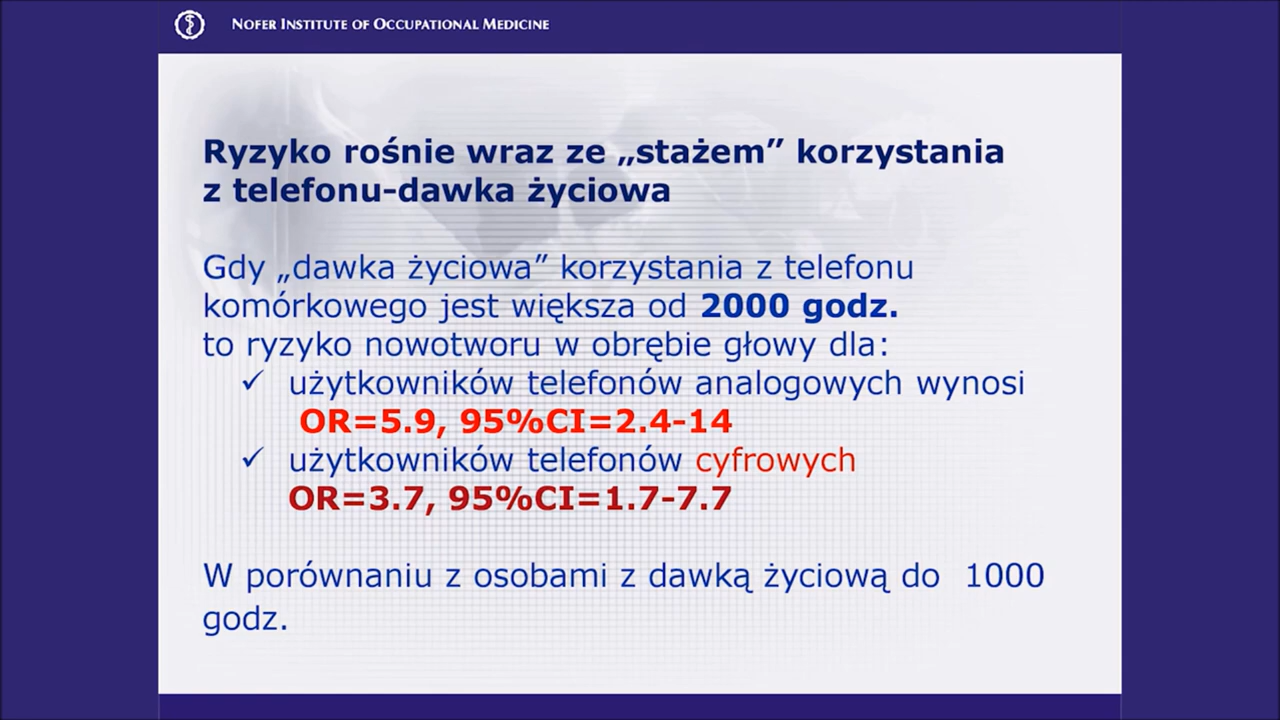 NOFER INSTITUTE OF OCCUPATIONAL MEDICINE
Ryzyko rośnie wraz ze „stażem” korzystania
z telefonu-dawka życiowa
Gdy „dawka życiowa” korzystania z telefonu
komórkowego jest większa od 2000 godz.
to ryzyko nowotworu w obrębie głowy dla:
✓ użytkowników telefonów analogowych wynosi
OR=5.9, 95%CI=2.4-14
✓ użytkowników telefonów cyfrowych
OR=3.7, 95%CI=1.7-7.7
W porównaniu z osobami z dawką życiową do 1000
godz.